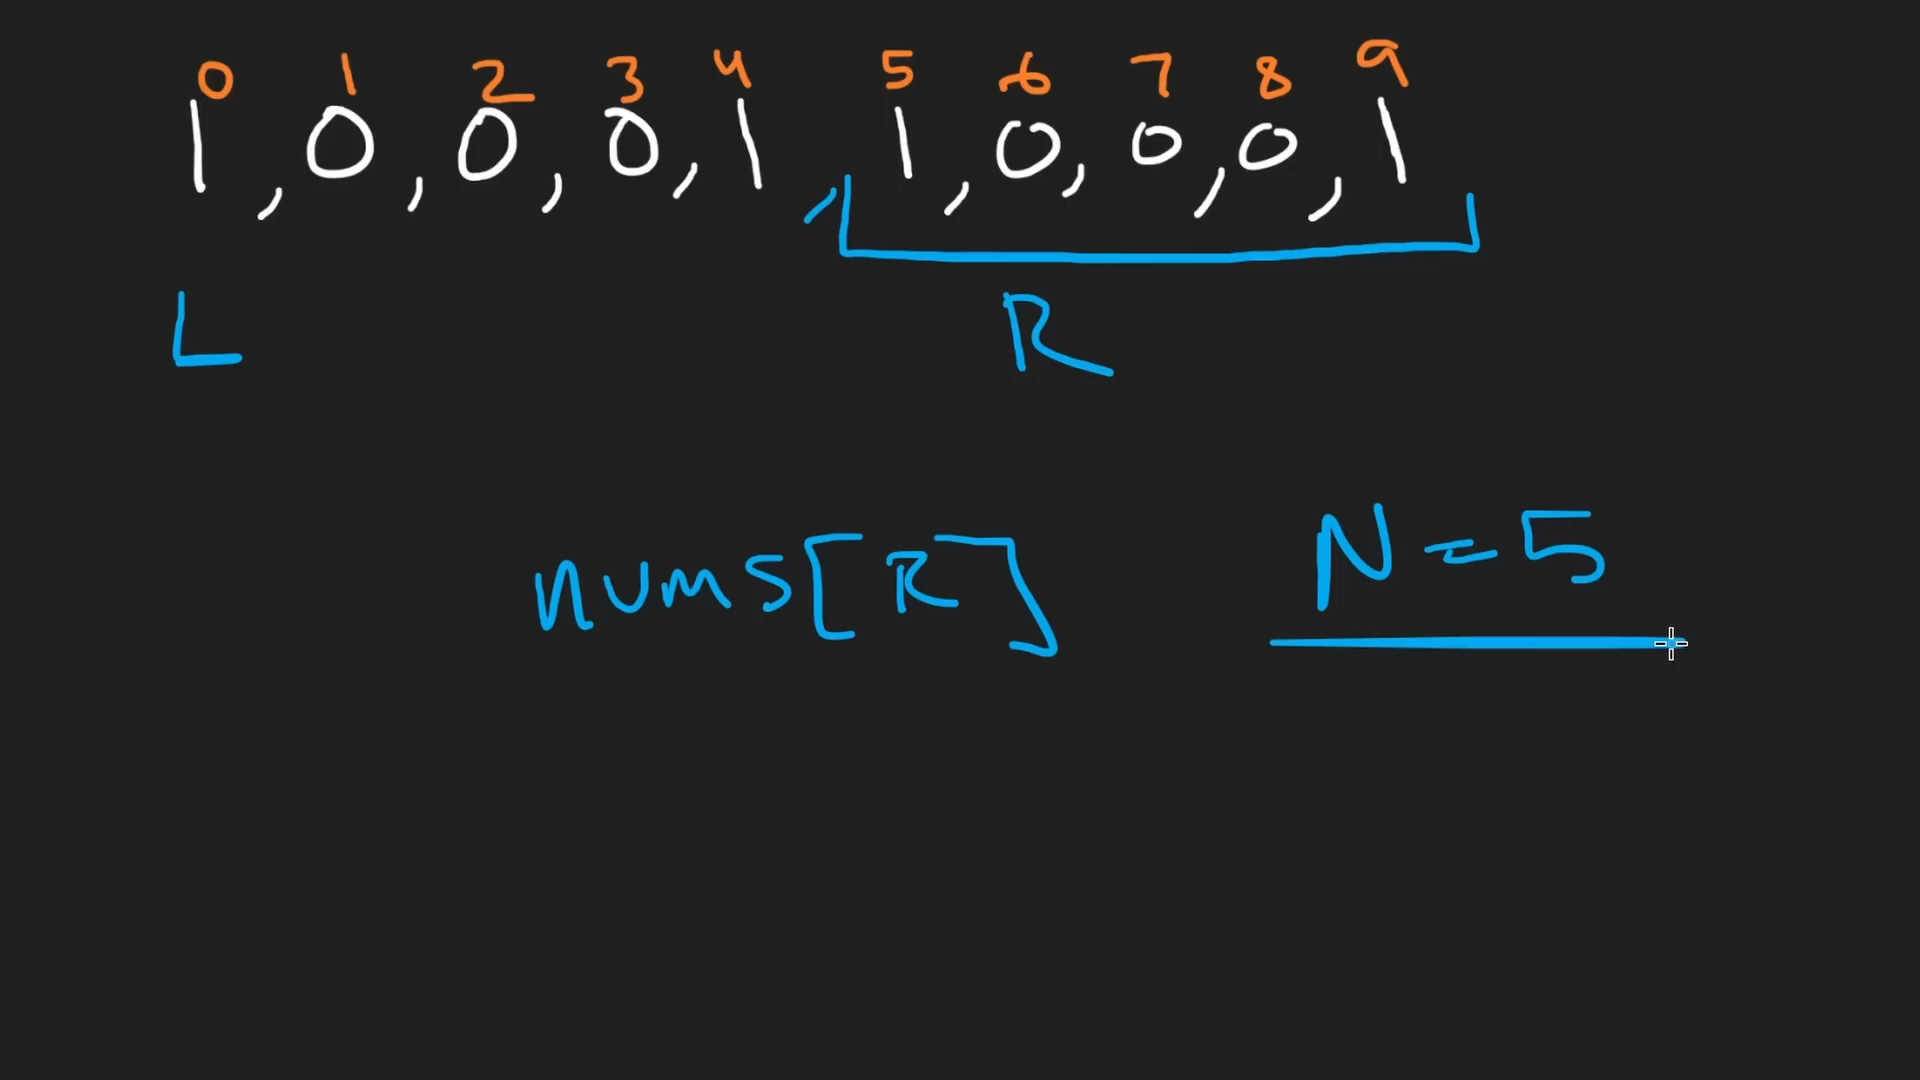 0 1 2 3 4 5 6 7 8 9
1, 0, 0, 0, 1, 1, 0, 0, 0, 1
L R
nums[R] N = 5